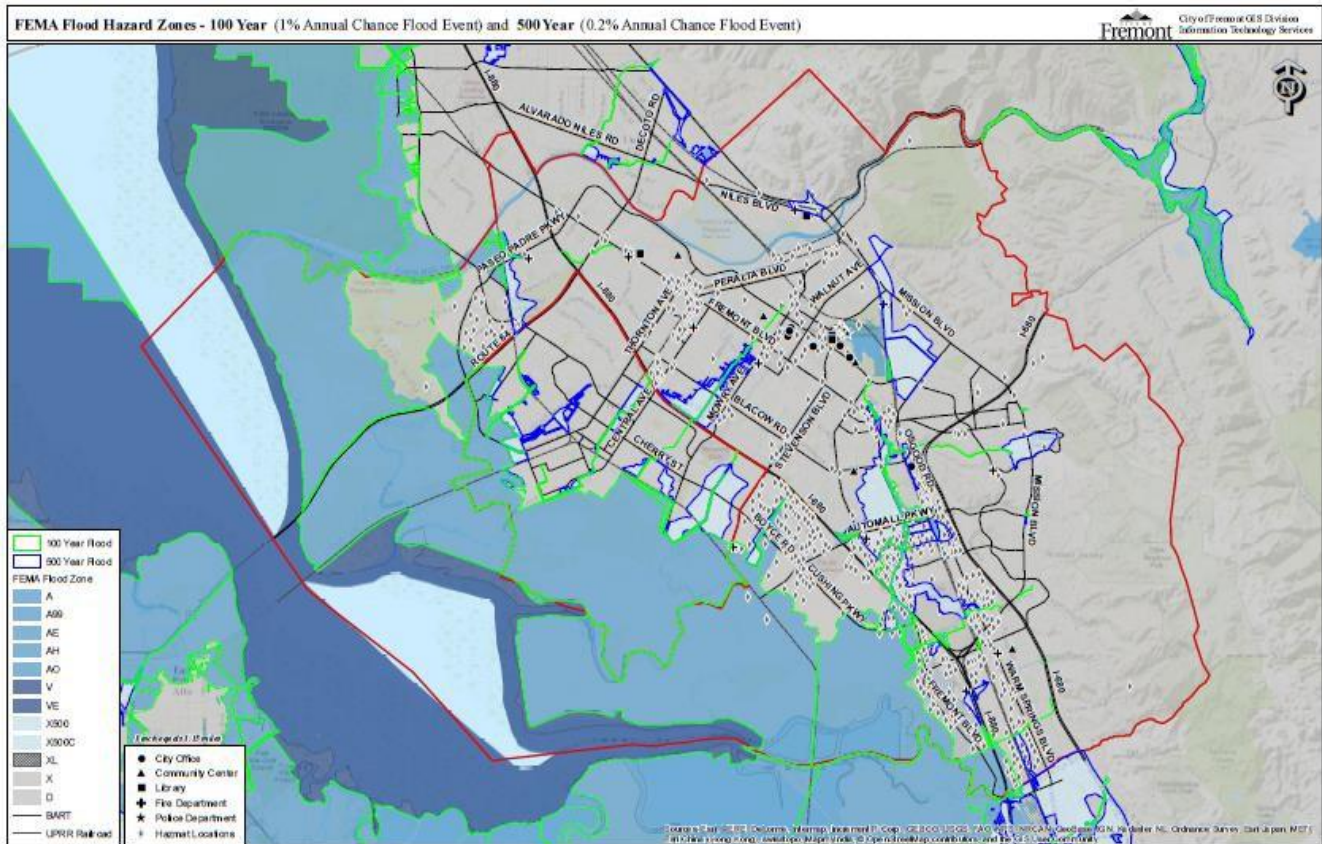 FEMA Flood Hazard Zones - 100 Year (1% Annual Chance Flood Event) and 500 Year (0.2% Annual Chance Flood Event)
Fremont
City of Fremont GIS Division
Information Technology Services
N
I-880
ALVARADO NILES RD
DECOTO RD
NILES BLVD
PASEO PADRE PKWY
PERALTA BLVD
WALNUT AVE
MISSION BLVD
I-880
THORNTON AVE
FREMONT BLVD
I-680
ROUTE 84
MOWRY AVE
BLACOW RD
STEVENSON BLVD
CENTRAL AVE
CHERRY ST
OSGOOD RD
MISSION BLVD
I-880
AUTOMALL PKWY
BOYCE RD
CUSHING PKWY
I-680
WARM SPRINGS BLVD
FREMONT BLVD
I-880
100 Year Flood
500 Year Flood
FEMA Flood Zone
A
A99
AE
AH
AO
V
VE
X500
X500C
XL
X
D
BART
UPRR Railroad
City Office
Community Center
Library
Fire Department
Police Department
Hazmat Locations